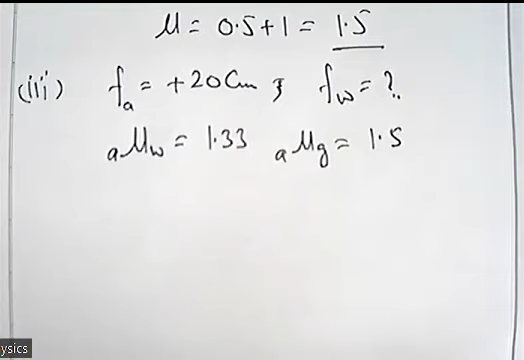 μ = 0.5+1 = 1.5
(iii) fa = +20 Cm ; fw = ?
aμw = 1.33 aμg = 1.5
ysics